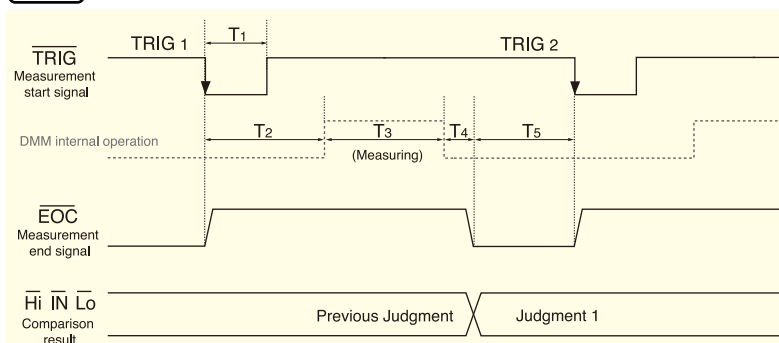 TRIG 1
T1
TRIG 2
TRIG
Measurement
start signal
DMM internal operation
T2
T3
T4
T5
(Measuring)
EOC
Measurement
end signal
Hi IN Lo
Comparison
result
Previous Judgment
Judgment 1